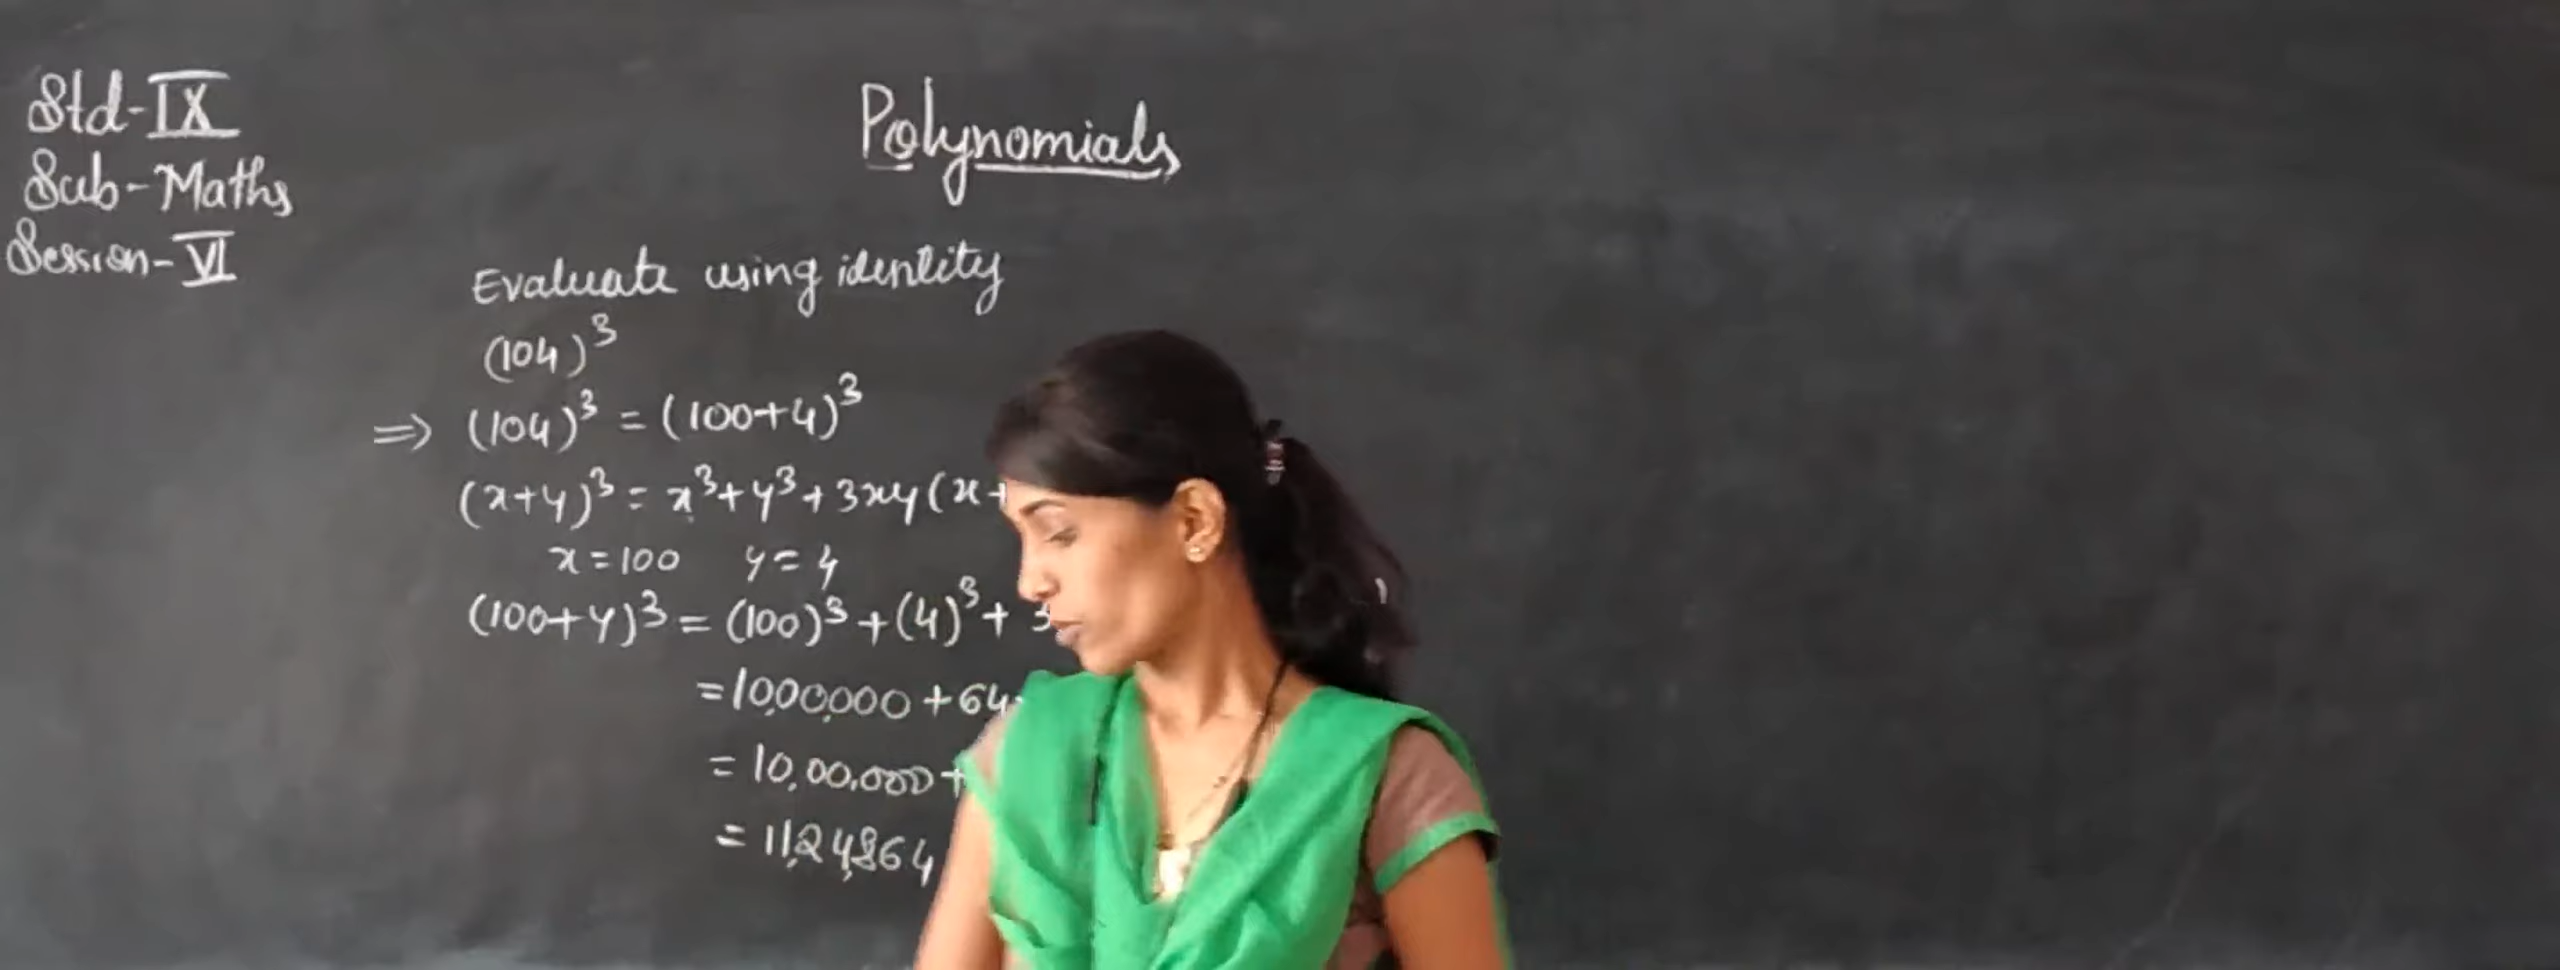 Std-IX
Sub-Maths
Session-VI
Polynomials
Evaluate using identity
(104)³
⇒ (104)³ = (100+4)³
(x+y)³ = x³+y³+3xy(x+
x=100 y=4
(100+y)³ = (100)³+(4)³+ 3
=10,00,000 +64
= 10,00,000+
= 11,24,864